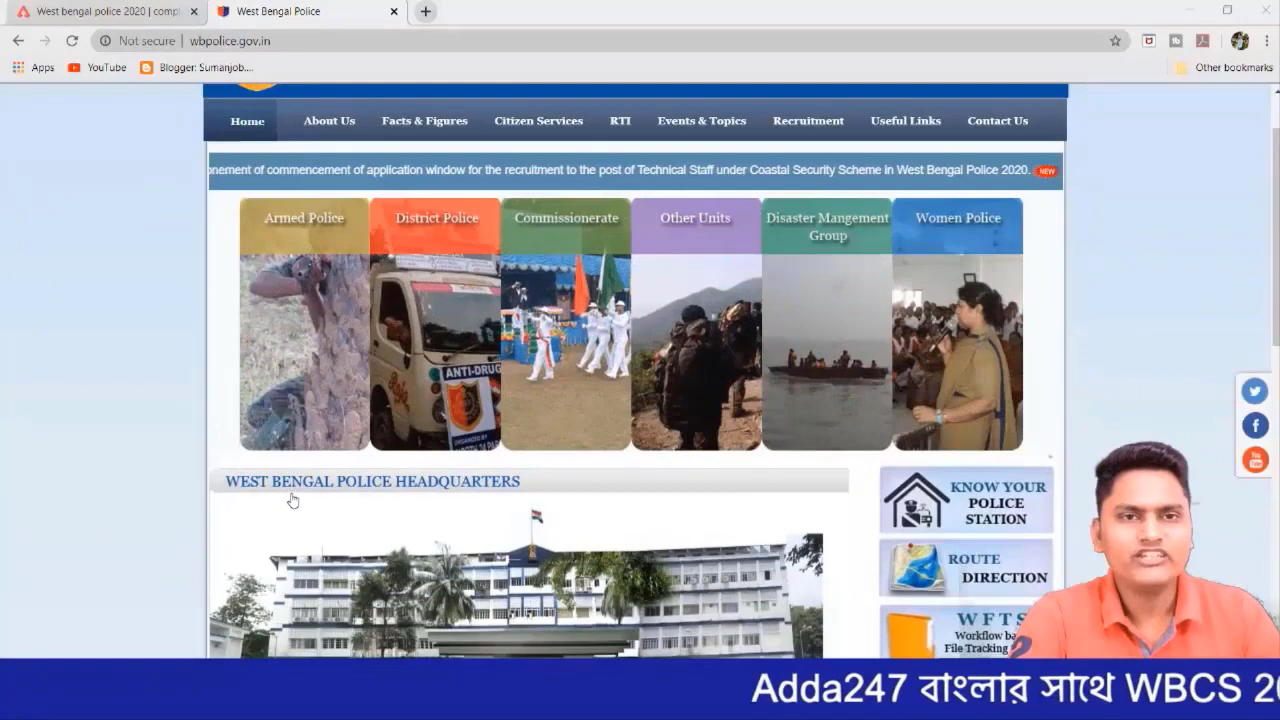 West bengal police 2020 | compl
West Bengal Police
Not secure | wbpolice.gov.in
Apps
YouTube
Blogger: Sumanjob....
Other bookmarks
Home
About Us
Facts & Figures
Citizen Services
RTI
Events & Topics
Recruitment
Useful Links
Contact Us
nement of commencement of application window for the recruitment to the post of Technical Staff under Coastal Security Scheme in West Bengal Police 2020. NEW
Armed Police
District Police
Commissionerate
Other Units
Disaster Mangement
Group
Women Police
ANTI-DRUG
ORGANIZED BY
WEST BENGAL POLICE HEADQUARTERS
KNOW YOUR
POLICE
STATION
ROUTE
DIRECTION
W F T S
Workflow ba
File Tracking
Adda247 বাংলার সাথে WBCS 20